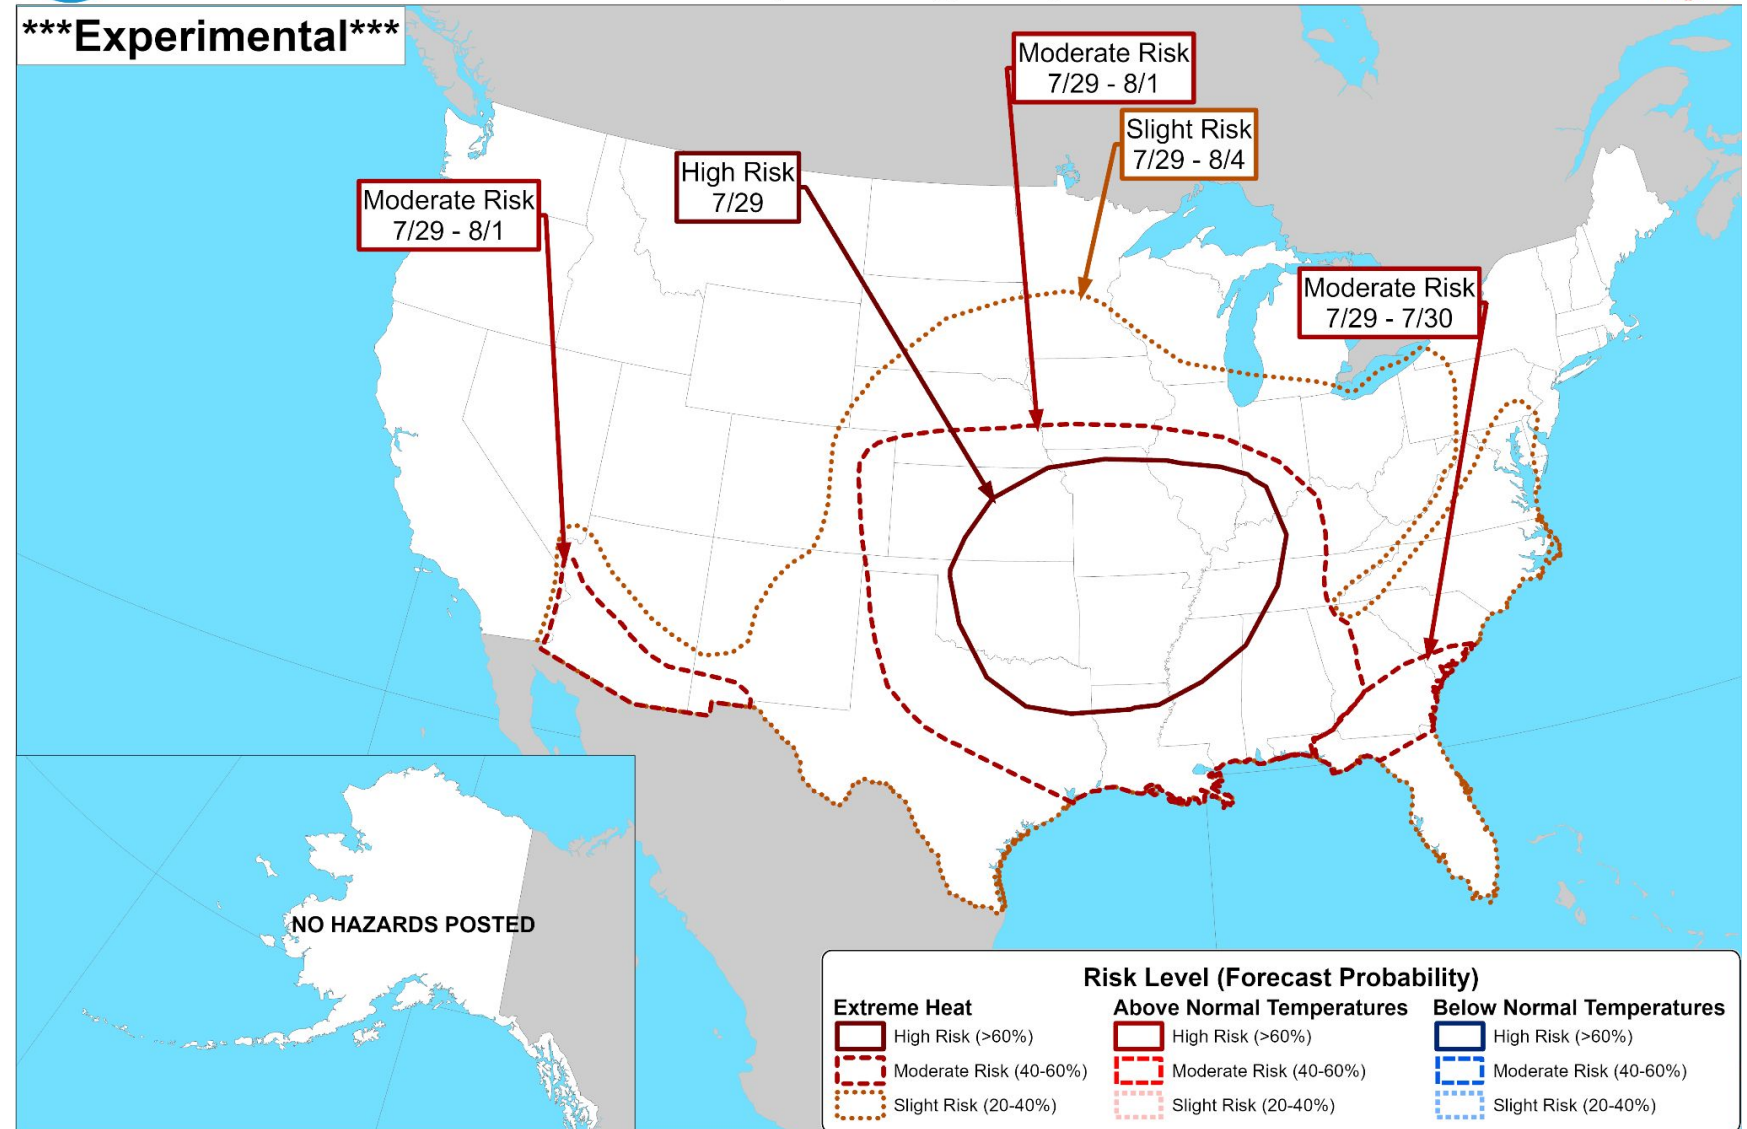 ***Experimental***
Moderate Risk
7/29 - 8/1
Slight Risk
7/29 - 8/4
High Risk
7/29
Moderate Risk
7/29 - 8/1
Moderate Risk
7/29 - 7/30
NO HAZARDS POSTED
Risk Level (Forecast Probability)
Extreme Heat
High Risk (>60%)
Moderate Risk (40-60%)
Slight Risk (20-40%)
Above Normal Temperatures
High Risk (>60%)
Moderate Risk (40-60%)
Slight Risk (20-40%)
Below Normal Temperatures
High Risk (>60%)
Moderate Risk (40-60%)
Slight Risk (20-40%)